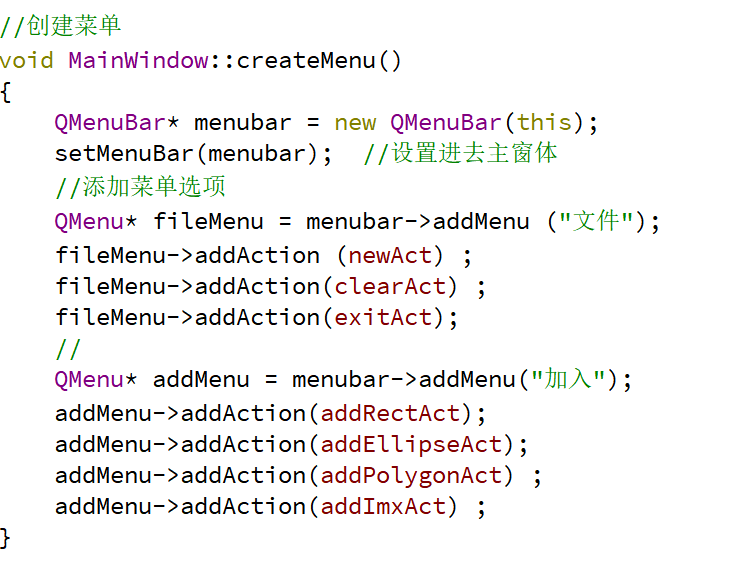 //创建菜单
void MainWindow::createMenu()
{
    QMenuBar* menubar = new QMenuBar(this);
    setMenuBar(menubar);  //设置进去主窗体
    //添加菜单选项
    QMenu* fileMenu = menubar->addMenu ("文件");
    fileMenu->addAction (newAct) ;
    fileMenu->addAction(clearAct) ;
    fileMenu->addAction(exitAct);
    //
    QMenu* addMenu = menubar->addMenu("加入");
    addMenu->addAction(addRectAct);
    addMenu->addAction(addEllipseAct);
    addMenu->addAction(addPolygonAct) ;
    addMenu->addAction(addImxAct) ;
}